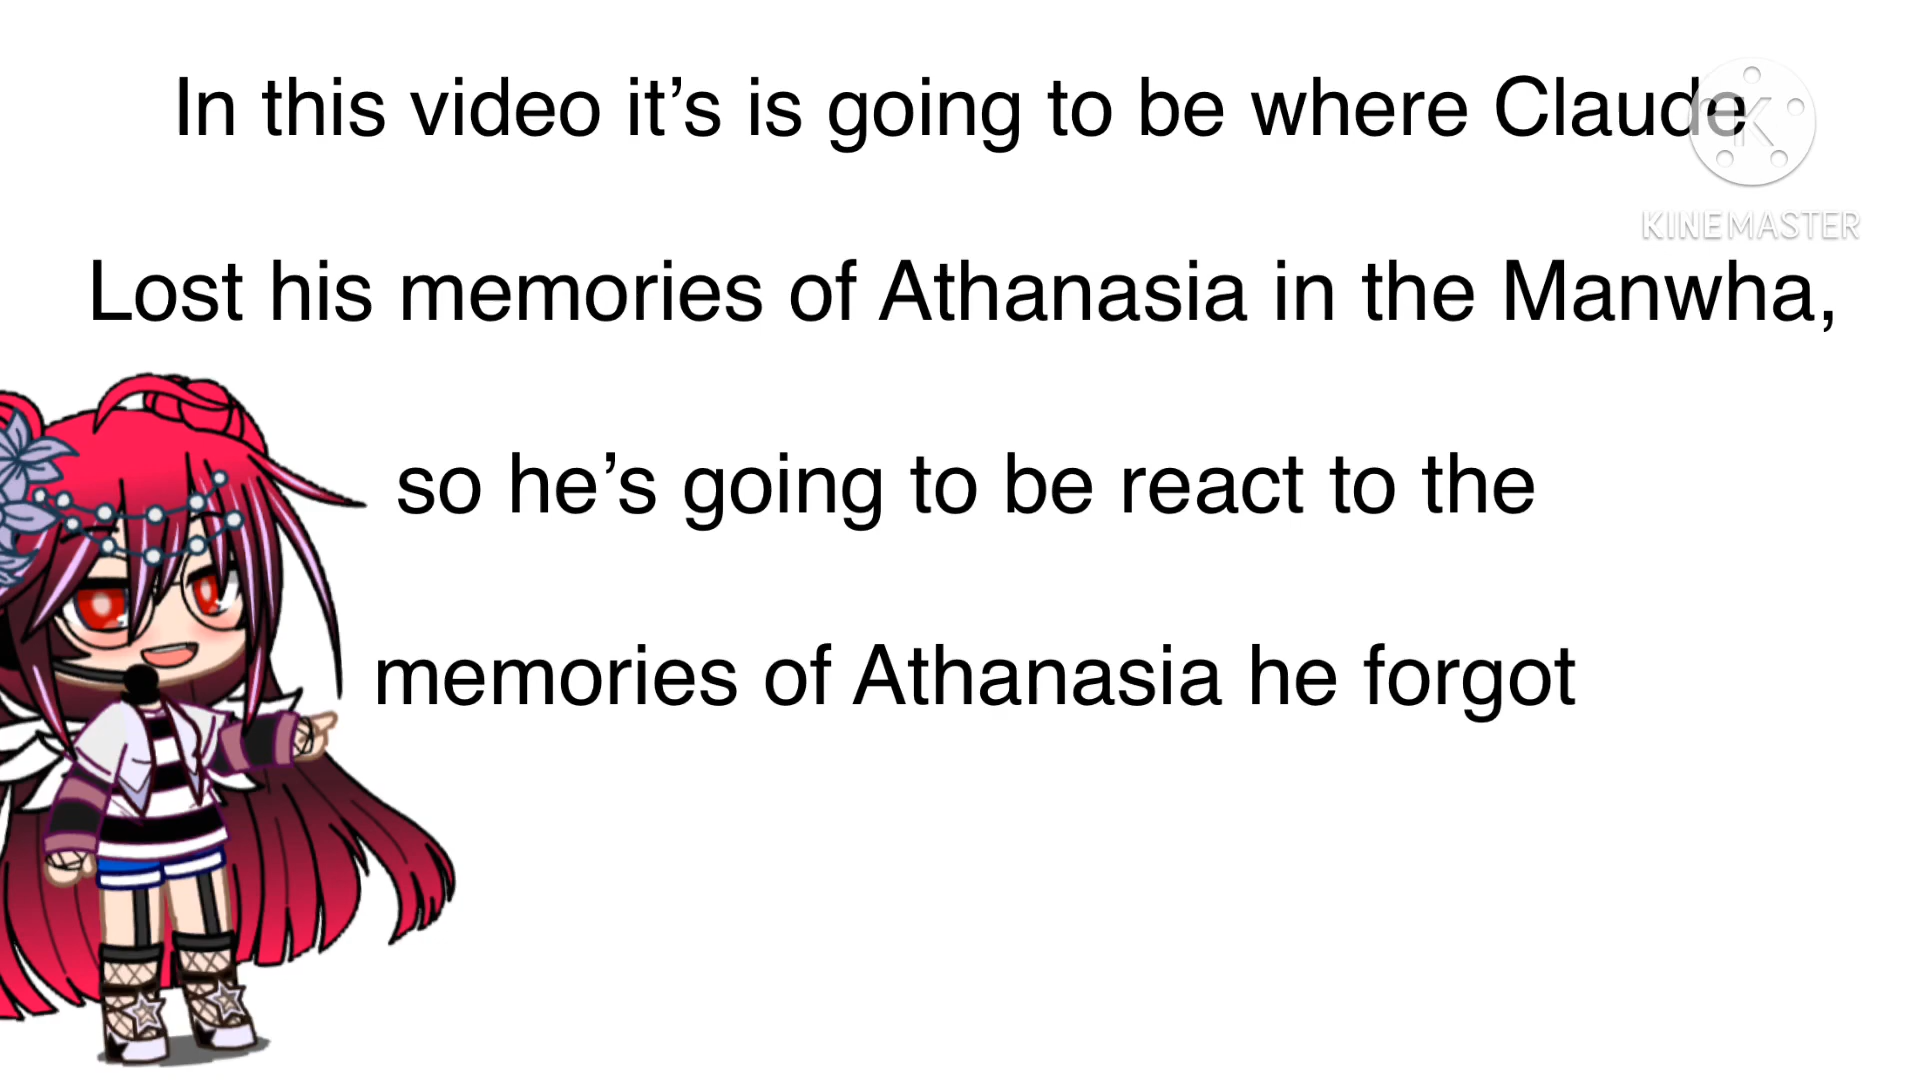 In this video it’s is going to be where Claude
KINEMASTER
Lost his memories of Athanasia in the Manwha,
so he’s going to be react to the
memories of Athanasia he forgot